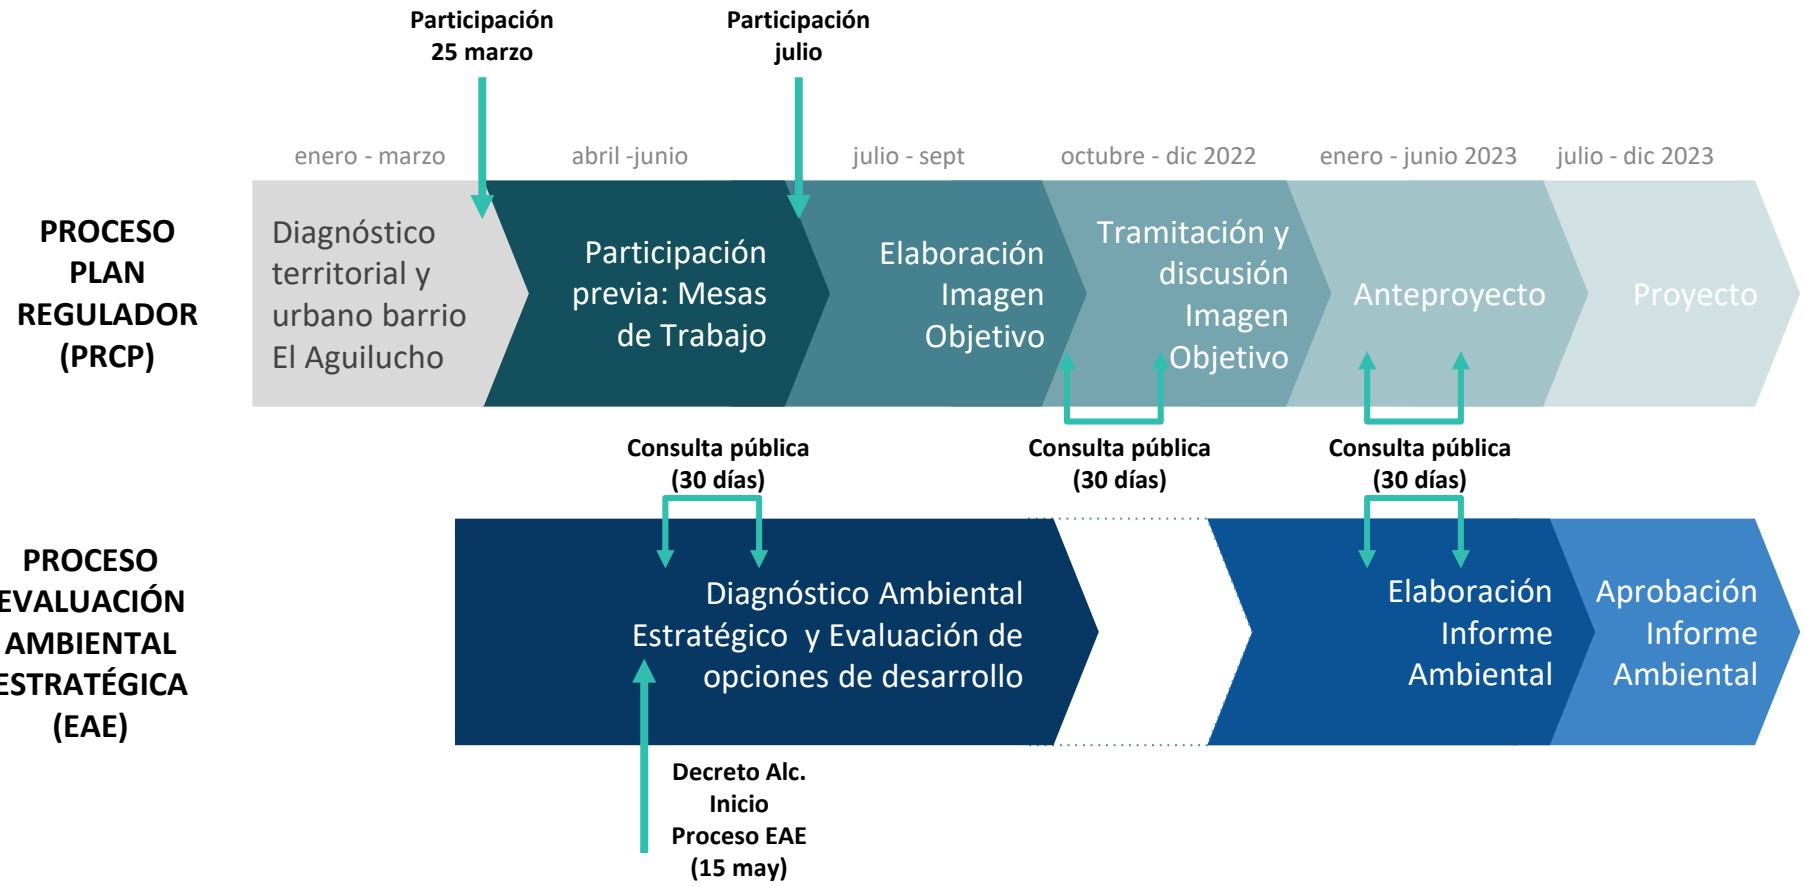 Participación
25 marzo
Participación
julio
enero - marzo
abril -junio
julio - sept
octubre - dic 2022
enero - junio 2023
julio - dic 2023
PROCESO
PLAN
REGULADOR
(PRCP)
Diagnóstico
territorial y
urbano barrio
El Aguilucho
Participación
previa: Mesas
de Trabajo
Elaboración
Imagen
Objetivo
Tramitación y
discusión
Imagen
Objetivo
Anteproyecto
Proyecto
Consulta pública
(30 días)
Consulta pública
(30 días)
Consulta pública
(30 días)
PROCESO
EVALUACIÓN
AMBIENTAL
ESTRATÉGICA
(EAE)
Diagnóstico Ambiental
Estratégico y Evaluación de
opciones de desarrollo
Elaboración
Informe
Ambiental
Aprobación
Informe
Ambiental
Decreto Alc.
Inicio
Proceso EAE
(15 may)